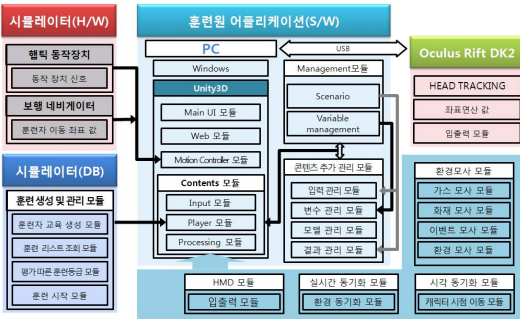 시뮬레이터(H/W)
햅틱 동작장치
동작 장치 신호
보행 네비게이터
훈련자 이동 좌표 값
시뮬레이터(DB)
훈련 생성 및 관리 모듈
훈련자 교육 생성 모듈
훈련 리스트 조회 모듈
평가 따른 훈련등급 모듈
훈련 시작 모듈
훈련원 어플리케이션(S/W)
PC
Windows
Unity3D
Main UI 모듈
Web 모듈
Motion Controller 모듈
Contents 모듈
Input 모듈
Player 모듈
Processing 모듈
Management모듈
Scenario
Variable
management
콘텐츠 추가 관리 모듈
입력 관리 모듈
변수 관리 모듈
모델 관리 모듈
결과 관리 모듈
USB
Oculus Rift DK2
HEAD TRACKING
좌표연산 값
입출력 모듈
환경모사 모듈
가스 모사 모듈
화재 모사 모듈
이벤트 모사 모듈
환경 모사 모듈
HMD 모듈
입출력 모듈
실시간 동기화 모듈
환경 동기화 모듈
시각 동기화 모듈
캐릭터 시점 이동 모듈